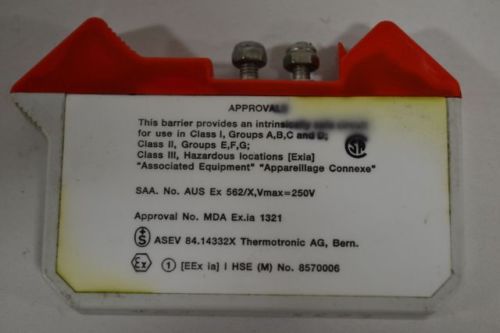 APPROVALS
This barrier provides an intrinsically safe circuit
for use in Class I, Groups A,B,C and D;
Class II, Groups E,F,G;
Class III, Hazardous locations [Exia]
"Associated Equipment" "Appareillage Connexe"
SAA. No. AUS Ex 562/X,Vmax=250V
Approval No. MDA Ex.ia 1321
S ASEV 84.14332X Thermotronic AG, Bern.
Ex 1 [EEx ia] I HSE (M) No. 8570006